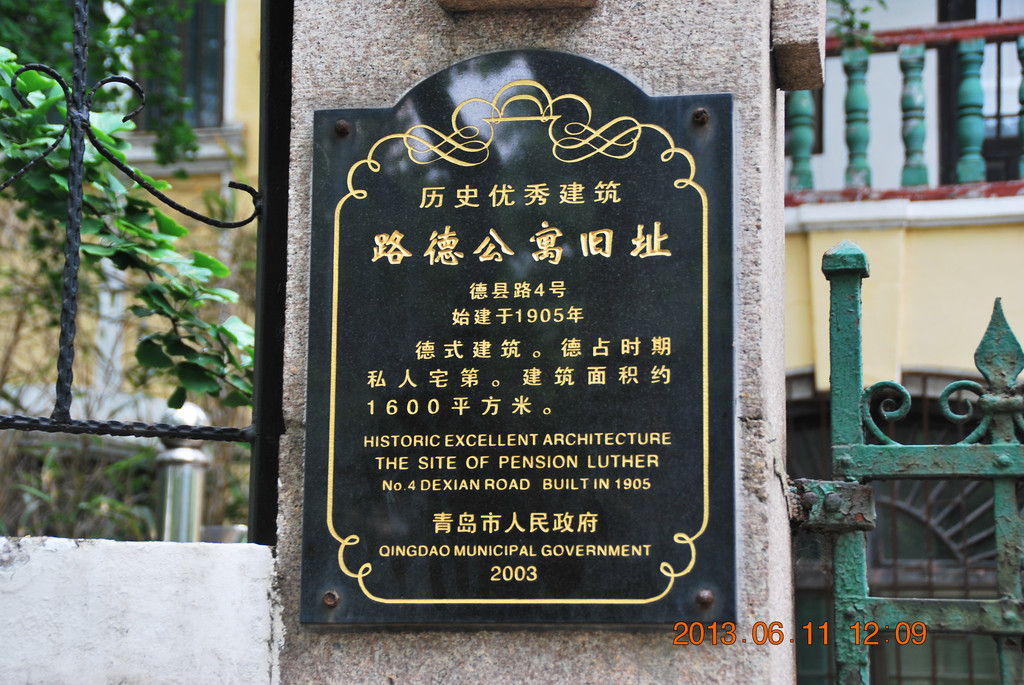 历史优秀建筑
路德公寓旧址
德县路4号
始建于1905年
德式建筑。德占时期
私人宅第。建筑面积约
1600平方米。
HISTORIC EXCELLENT ARCHITECTURE
THE SITE OF PENSION LUTHER
No.4 DEXIAN ROAD BUILT IN 1905
青岛市人民政府
QINGDAO MUNICIPAL GOVERNMENT
2003
2013.06.11 12:09